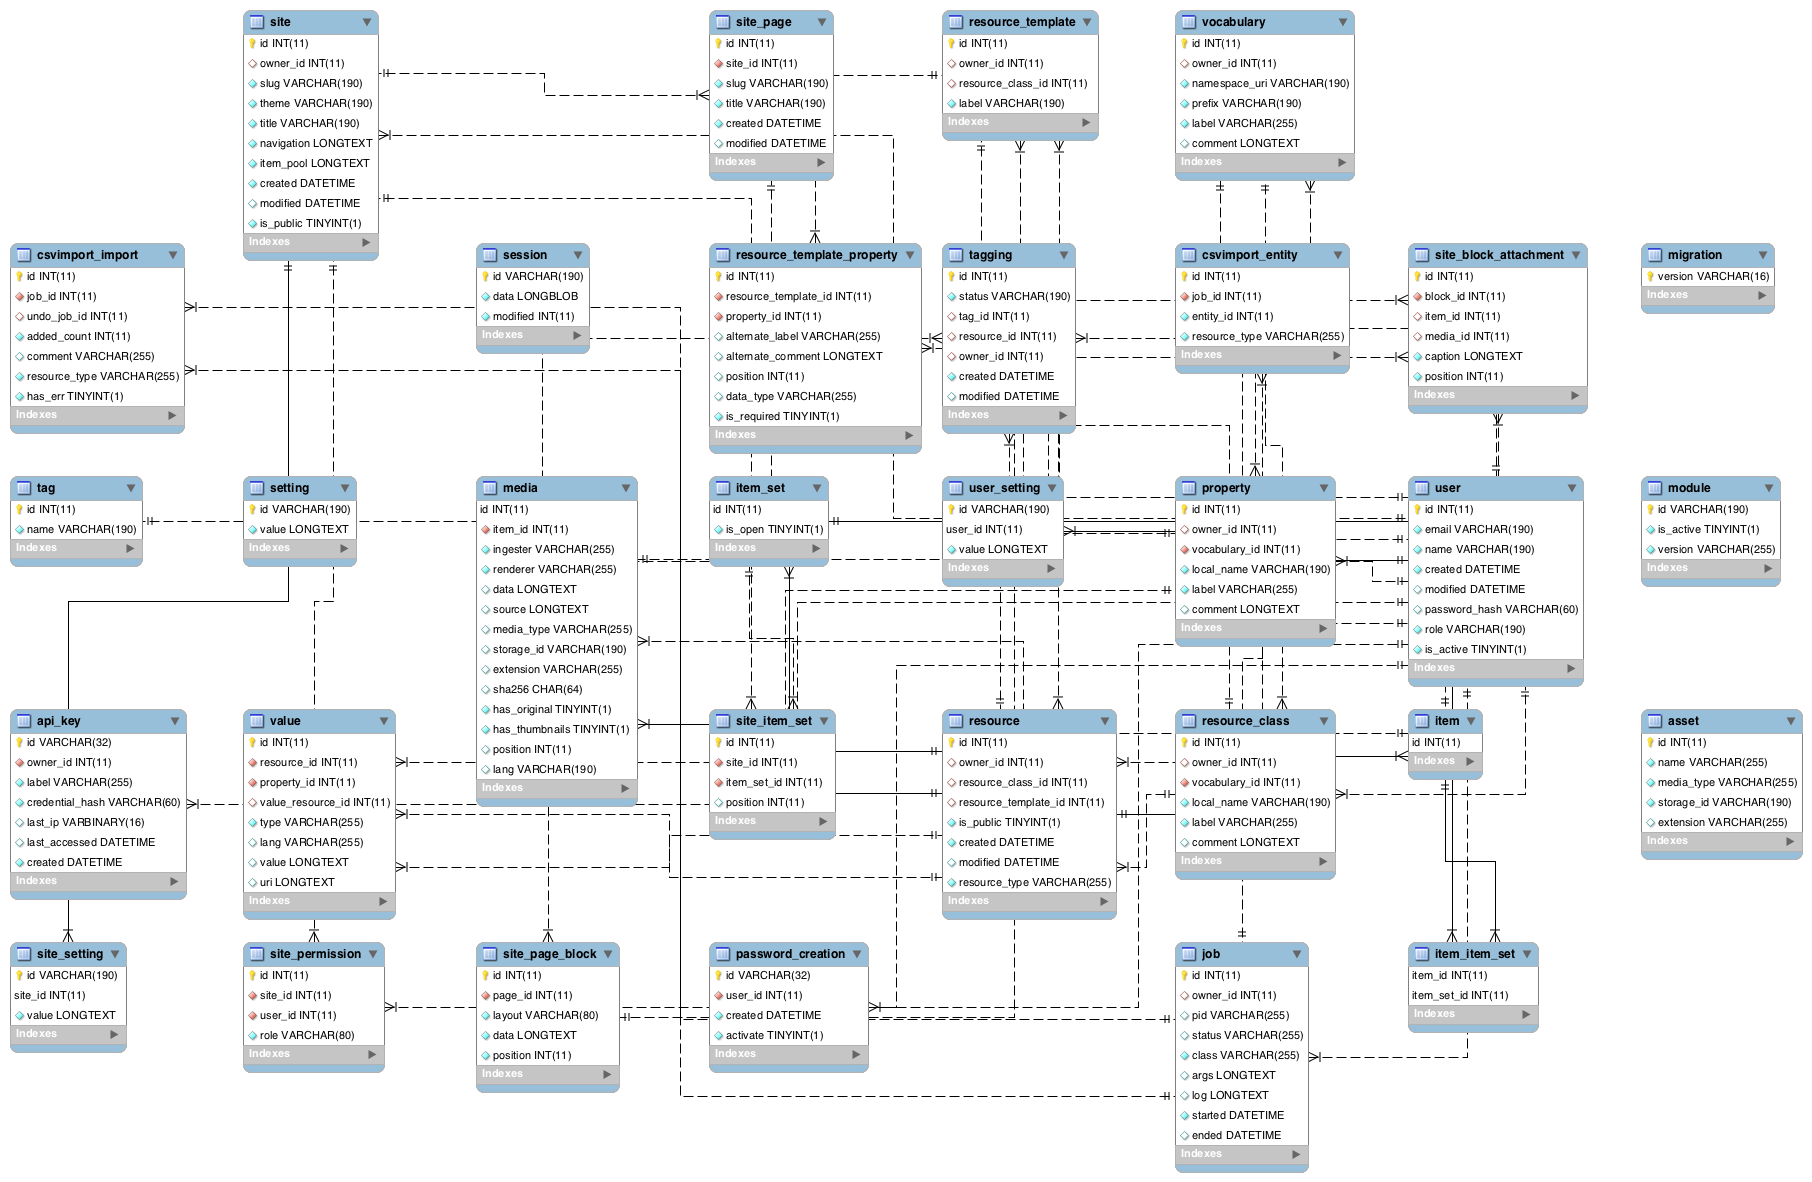 site
id INT(11)
owner_id INT(11)
slug VARCHAR(190)
theme VARCHAR(190)
title VARCHAR(190)
navigation LONGTEXT
item_pool LONGTEXT
created DATETIME
modified DATETIME
is_public TINYINT(1)
Indexes
site_page
id INT(11)
site_id INT(11)
slug VARCHAR(190)
title VARCHAR(190)
created DATETIME
modified DATETIME
Indexes
resource_template
id INT(11)
owner_id INT(11)
resource_class_id INT(11)
label VARCHAR(190)
Indexes
vocabulary
id INT(11)
owner_id INT(11)
namespace_uri VARCHAR(190)
prefix VARCHAR(190)
label VARCHAR(255)
comment LONGTEXT
Indexes
csvimport_import
id INT(11)
job_id INT(11)
undo_job_id INT(11)
added_count INT(11)
comment VARCHAR(255)
resource_type VARCHAR(255)
has_err TINYINT(1)
Indexes
session
id VARCHAR(190)
data LONGBLOB
modified INT(11)
Indexes
resource_template_property
id INT(11)
resource_template_id INT(11)
property_id INT(11)
alternate_label VARCHAR(255)
alternate_comment LONGTEXT
position INT(11)
data_type VARCHAR(255)
is_required TINYINT(1)
Indexes
tagging
id INT(11)
status VARCHAR(190)
tag_id INT(11)
resource_id INT(11)
owner_id INT(11)
created DATETIME
modified DATETIME
Indexes
csvimport_entity
id INT(11)
job_id INT(11)
entity_id INT(11)
resource_type VARCHAR(255)
Indexes
site_block_attachment
id INT(11)
block_id INT(11)
item_id INT(11)
media_id INT(11)
caption LONGTEXT
position INT(11)
Indexes
migration
version VARCHAR(16)
Indexes
tag
id INT(11)
name VARCHAR(190)
Indexes
setting
id VARCHAR(190)
value LONGTEXT
Indexes
media
id INT(11)
item_id INT(11)
ingester VARCHAR(255)
renderer VARCHAR(255)
data LONGTEXT
source LONGTEXT
media_type VARCHAR(255)
storage_id VARCHAR(190)
extension VARCHAR(255)
sha256 CHAR(64)
has_original TINYINT(1)
has_thumbnails TINYINT(1)
position INT(11)
lang VARCHAR(190)
Indexes
item_set
id INT(11)
is_open TINYINT(1)
Indexes
user_setting
id VARCHAR(190)
user_id INT(11)
value LONGTEXT
Indexes
property
id INT(11)
owner_id INT(11)
vocabulary_id INT(11)
local_name VARCHAR(190)
label VARCHAR(255)
comment LONGTEXT
Indexes
user
id INT(11)
email VARCHAR(190)
name VARCHAR(190)
created DATETIME
modified DATETIME
password_hash VARCHAR(60)
role VARCHAR(190)
is_active TINYINT(1)
Indexes
module
id VARCHAR(190)
is_active TINYINT(1)
version VARCHAR(255)
Indexes
api_key
id VARCHAR(32)
owner_id INT(11)
label VARCHAR(255)
credential_hash VARCHAR(60)
last_ip VARBINARY(16)
last_accessed DATETIME
created DATETIME
Indexes
value
id INT(11)
resource_id INT(11)
property_id INT(11)
value_resource_id INT(11)
type VARCHAR(255)
lang VARCHAR(255)
value LONGTEXT
uri LONGTEXT
Indexes
site_item_set
id INT(11)
site_id INT(11)
item_set_id INT(11)
position INT(11)
Indexes
resource
id INT(11)
owner_id INT(11)
resource_class_id INT(11)
resource_template_id INT(11)
is_public TINYINT(1)
created DATETIME
modified DATETIME
resource_type VARCHAR(255)
Indexes
resource_class
id INT(11)
owner_id INT(11)
vocabulary_id INT(11)
local_name VARCHAR(190)
label VARCHAR(255)
comment LONGTEXT
Indexes
item
id INT(11)
Indexes
asset
id INT(11)
name VARCHAR(255)
media_type VARCHAR(255)
storage_id VARCHAR(190)
extension VARCHAR(255)
Indexes
site_setting
id VARCHAR(190)
site_id INT(11)
value LONGTEXT
Indexes
site_permission
id INT(11)
site_id INT(11)
user_id INT(11)
role VARCHAR(80)
Indexes
site_page_block
id INT(11)
page_id INT(11)
layout VARCHAR(80)
data LONGTEXT
position INT(11)
Indexes
password_creation
id VARCHAR(32)
user_id INT(11)
created DATETIME
activate TINYINT(1)
Indexes
job
id INT(11)
owner_id INT(11)
pid VARCHAR(255)
status VARCHAR(255)
class VARCHAR(255)
args LONGTEXT
log LONGTEXT
started DATETIME
ended DATETIME
Indexes
item_item_set
item_id INT(11)
item_set_id INT(11)
Indexes